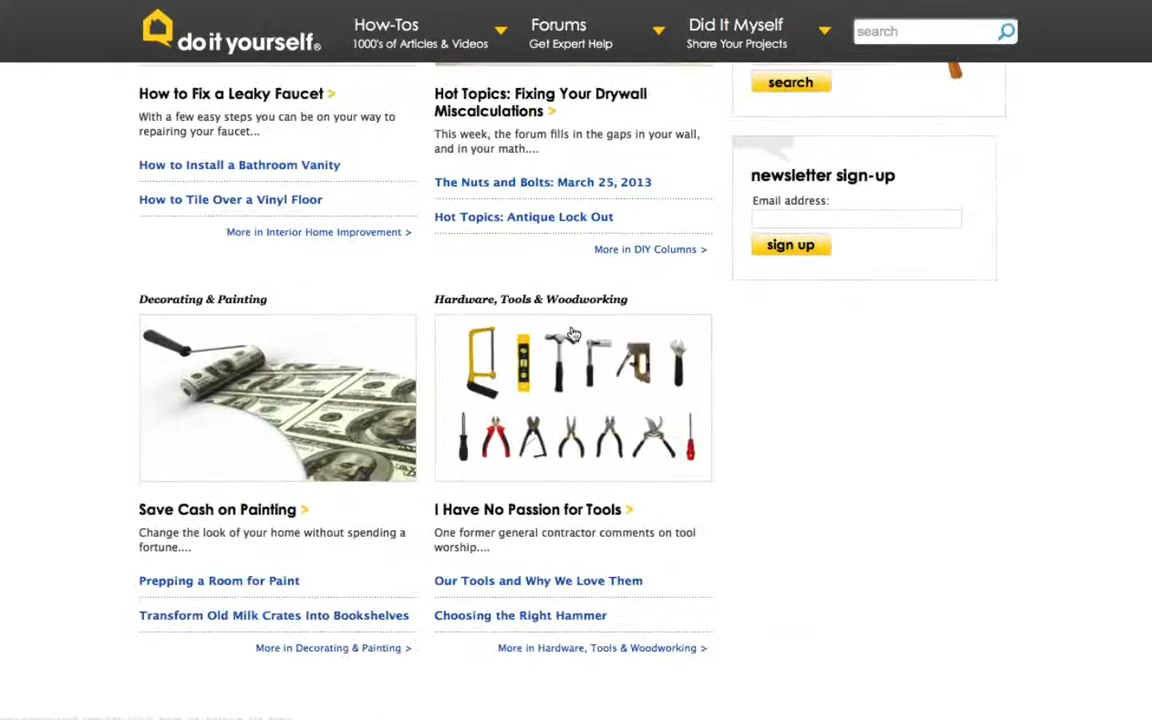 do it yourself®
How-Tos
1000's of Articles & Videos
Forums
Get Expert Help
Did It Myself
Share Your Projects
search
How to Fix a Leaky Faucet >
With a few easy steps you can be on your way to
repairing your faucet...
How to Install a Bathroom Vanity
How to Tile Over a Vinyl Floor
More in Interior Home Improvement >
Hot Topics: Fixing Your Drywall
Miscalculations >
This week, the forum fills in the gaps in your wall,
and in your math....
The Nuts and Bolts: March 25, 2013
Hot Topics: Antique Lock Out
More in DIY Columns >
search
newsletter sign-up
Email address:
sign up
Decorating & Painting
Save Cash on Painting >
Change the look of your home without spending a
fortune....
Prepping a Room for Paint
Transform Old Milk Crates Into Bookshelves
More in Decorating & Painting >
Hardware, Tools & Woodworking
I Have No Passion for Tools >
One former general contractor comments on tool
worship....
Our Tools and Why We Love Them
Choosing the Right Hammer
More in Hardware, Tools & Woodworking >